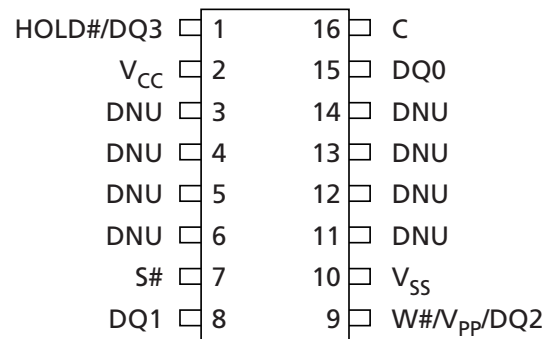 HOLD#/DQ3 1 16 C
VCC 2 15 DQ0
DNU 3 14 DNU
DNU 4 13 DNU
DNU 5 12 DNU
DNU 6 11 DNU
S# 7 10 VSS
DQ1 8 9 W#/VPP/DQ2